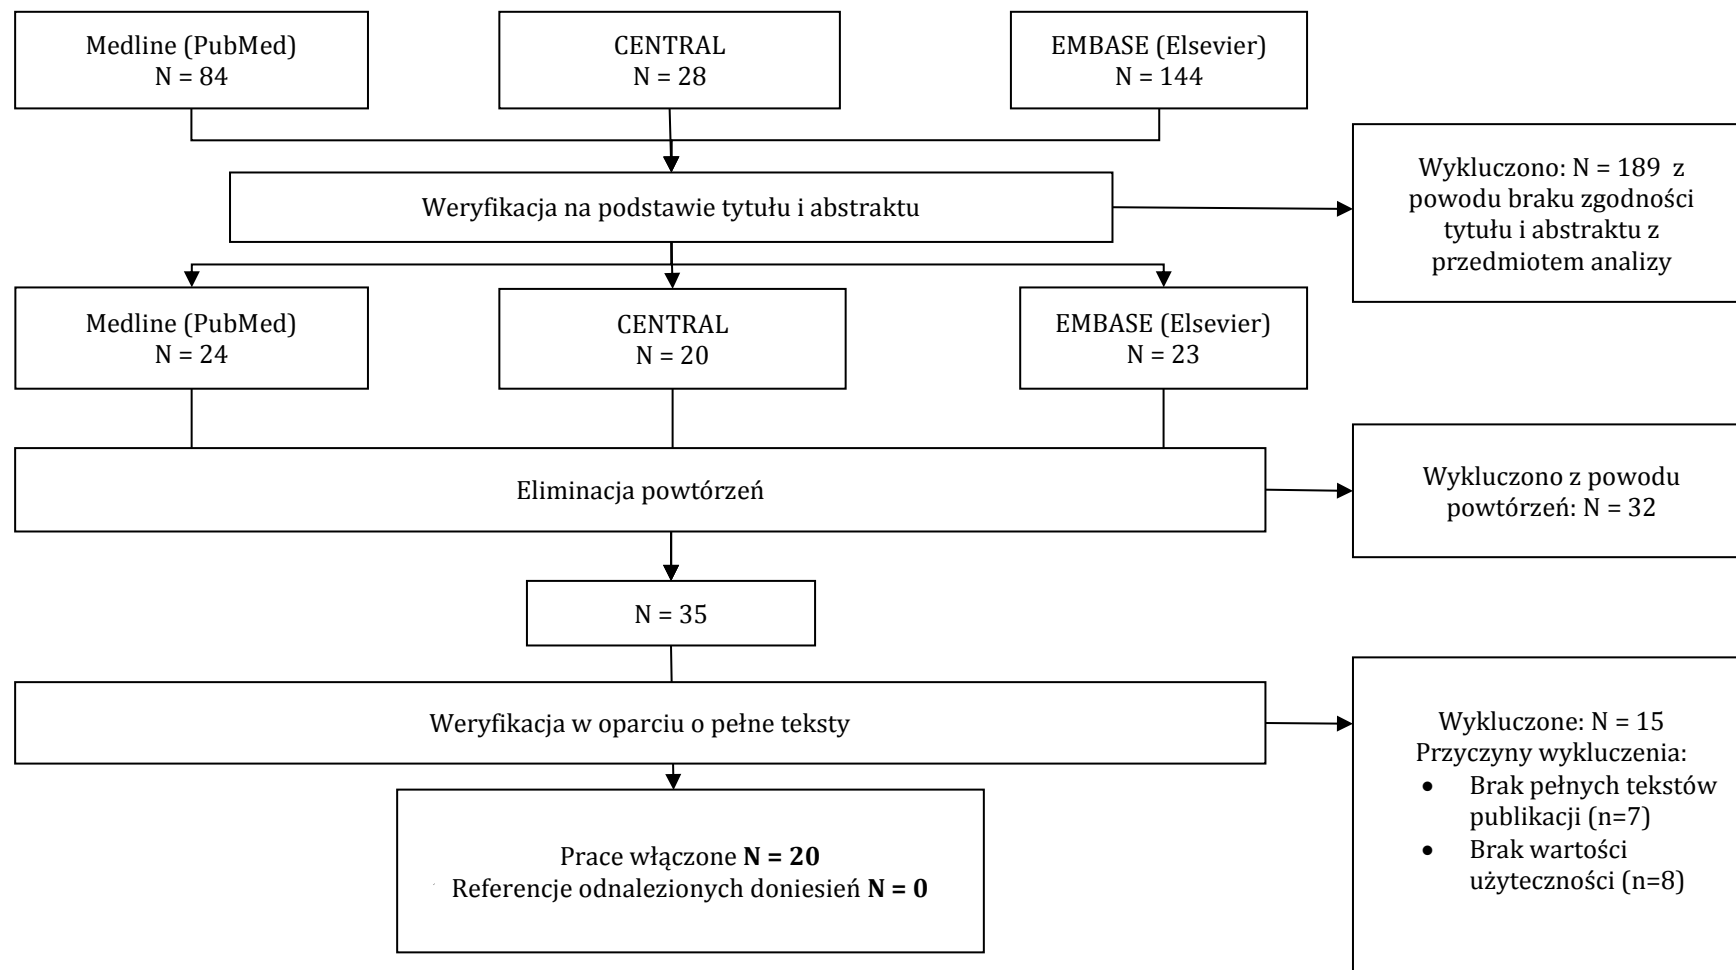 Medline (PubMed)
N = 84
CENTRAL
N = 28
EMBASE (Elsevier)
N = 144
Wykluczono: N = 189 z
powodu braku zgodności
tytułu i abstraktu z
przedmiotem analizy
Weryfikacja na podstawie tytułu i abstraktu
Medline (PubMed)
N = 24
CENTRAL
N = 20
EMBASE (Elsevier)
N = 23
Eliminacja powtórzeń
Wykluczono z powodu
powtórzeń: N = 32
N = 35
Weryfikacja w oparciu o pełne teksty
Wykluczone: N = 15
Przyczyny wykluczenia:
• Brak pełnych tekstów
publikacji (n=7)
• Brak wartości
użyteczności (n=8)
Prace włączone N = 20
Referencje odnalezionych doniesień N = 0